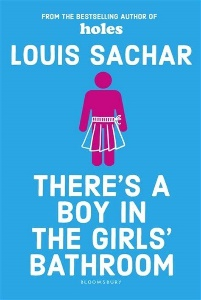 FROM THE BESTSELLING AUTHOR OF
holes
LOUIS SACHAR
THERE'S A
BOY IN
THE GIRLS'
BATHROOM
BLOOMSBURY